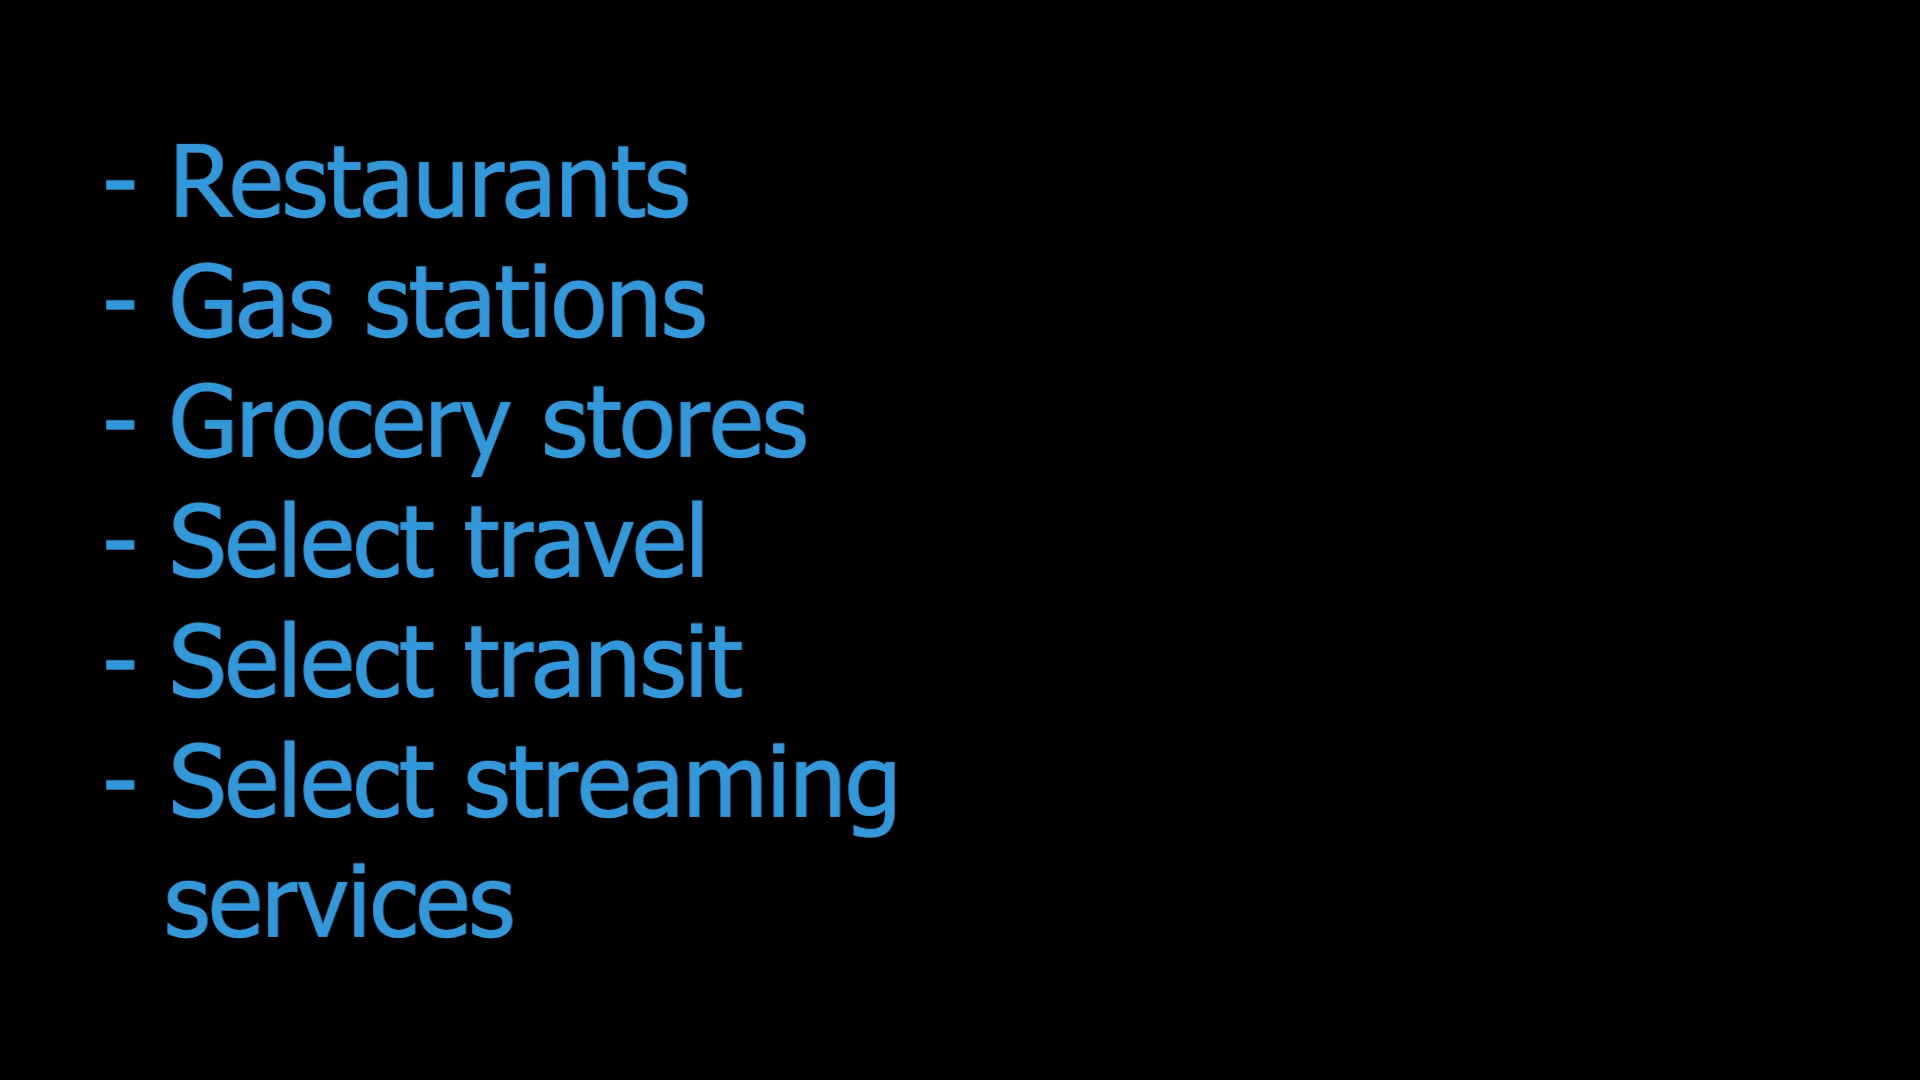 - Restaurants
- Gas stations
- Grocery stores
- Select travel
- Select transit
- Select streaming
services